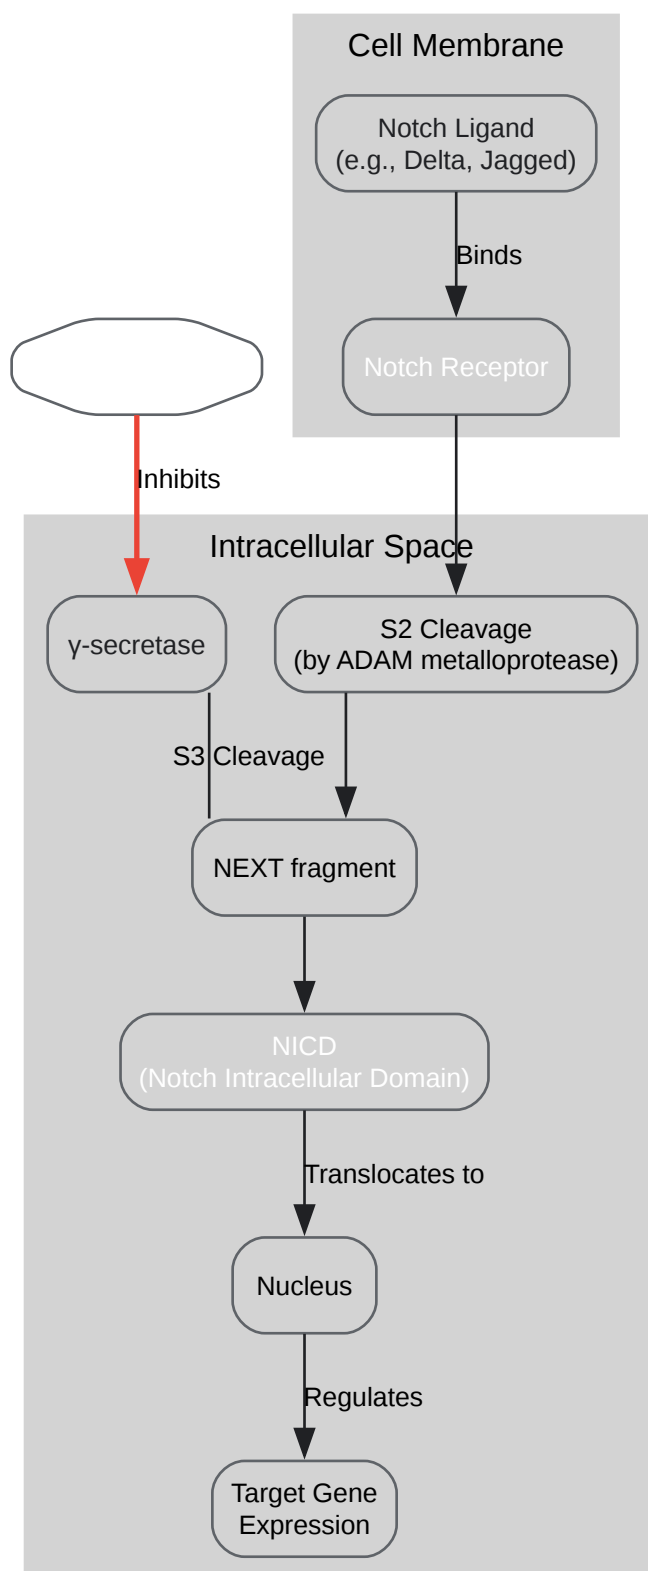 Cell Membrane
Notch Ligand
(e.g., Delta, Jagged)
Binds
Notch Receptor
Inhibits
Intracellular Space
γ-secretase
S2 Cleavage
(by ADAM metalloprotease)
S3 Cleavage
NEXT fragment
NICD
(Notch Intracellular Domain)
Translocates to
Nucleus
Regulates
Target Gene
Expression